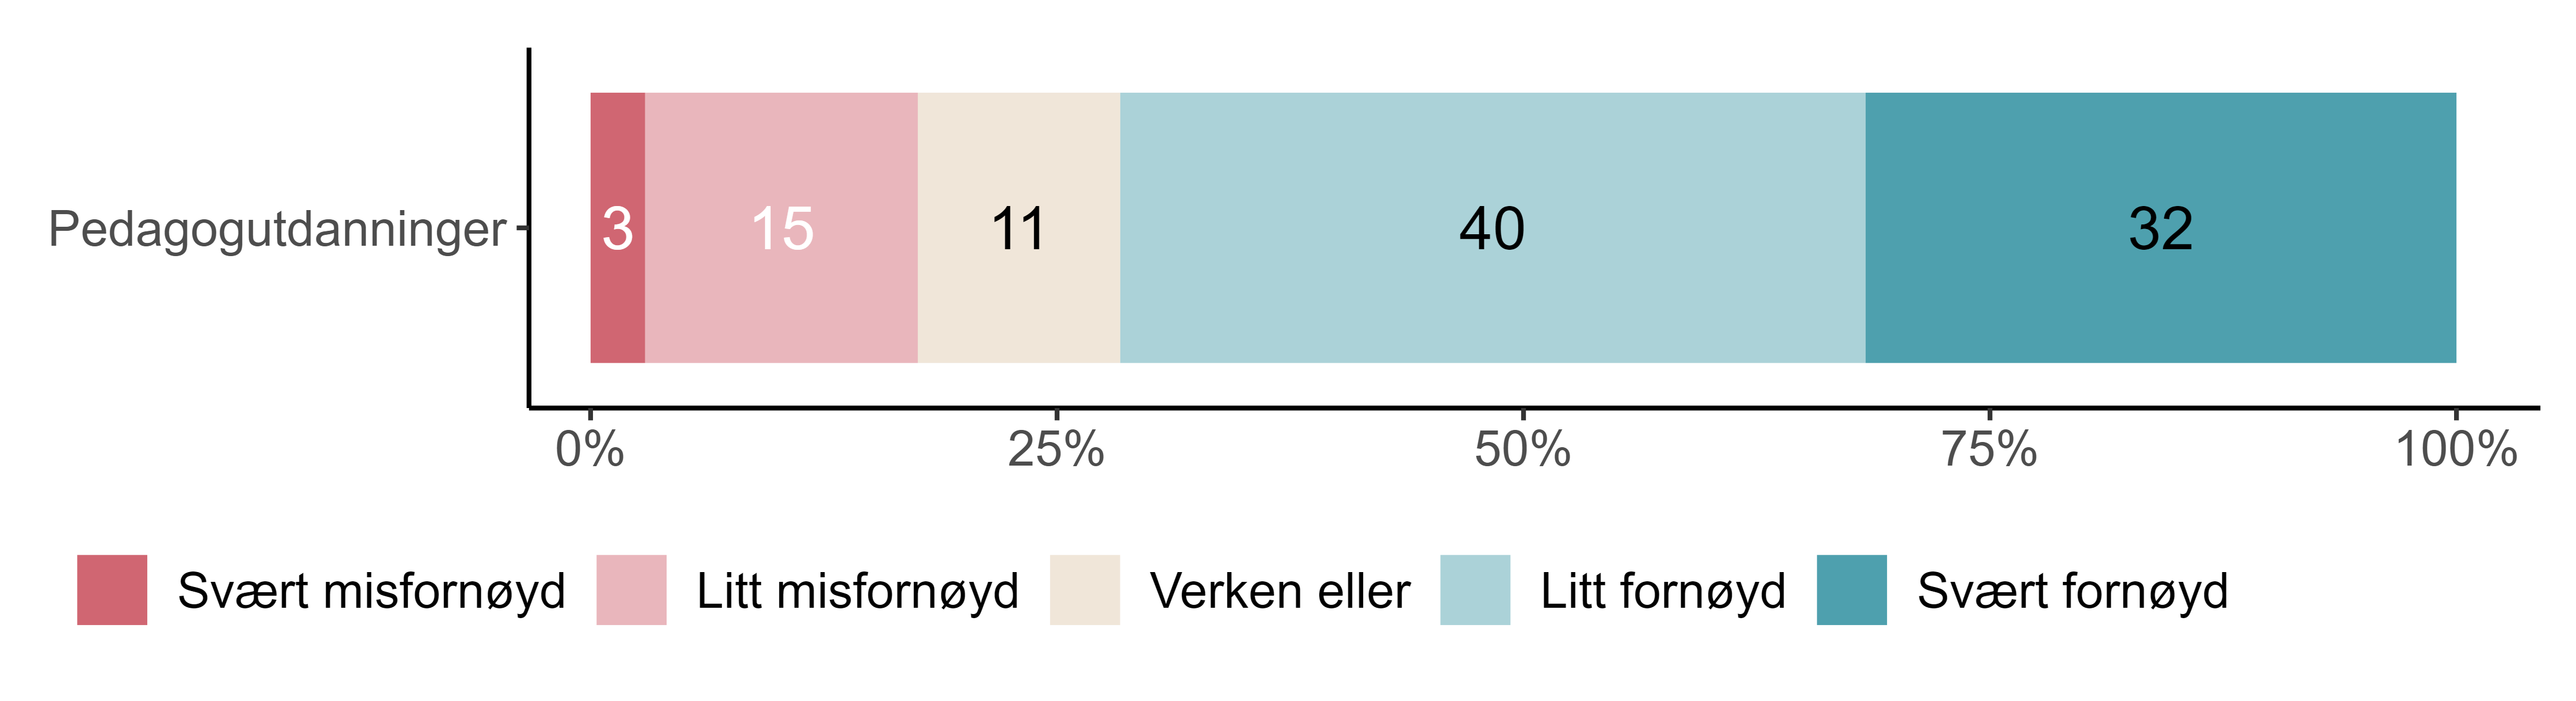 Pedagogutdanninger 3 15 11 40 32
0% 25% 50% 75% 100%
Svært misfornøyd Litt misfornøyd Verken eller Litt fornøyd Svært fornøyd